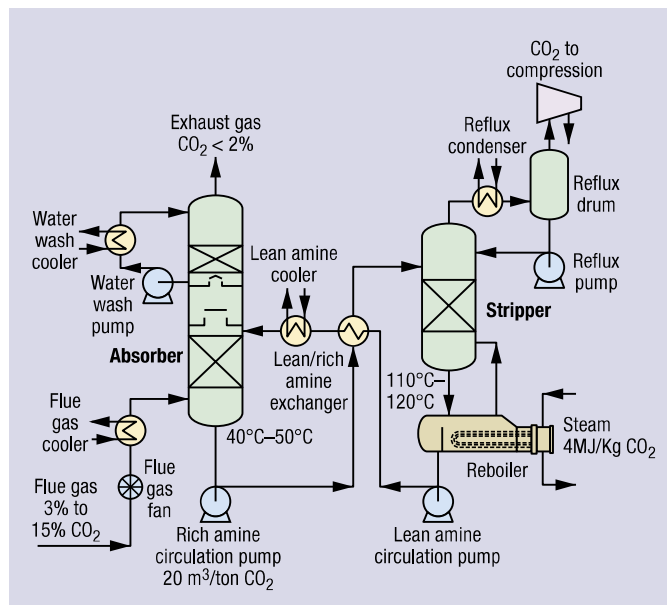 CO2 to
compression
Exhaust gas
CO2 < 2%
Reflux
condenser
Reflux
drum
Water
wash
cooler
Lean amine
cooler
Water
wash
pump
Reflux
pump
Stripper
Absorber
Lean/rich
amine
exchanger
110°C–
120°C
Flue
gas
cooler
40°C–50°C
Steam
4MJ/Kg CO2
Reboiler
Flue gas
3% to
15% CO2
Flue
gas
fan
Rich amine
circulation pump
20 m³/ton CO2
Lean amine
circulation pump